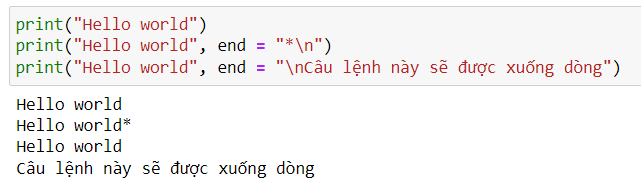 print("Hello world")
print("Hello world", end = "*\n")
print("Hello world", end = "\nCâu lệnh này sẽ được xuống dòng")
Hello world
Hello world*
Hello world
Câu lệnh này sẽ được xuống dòng